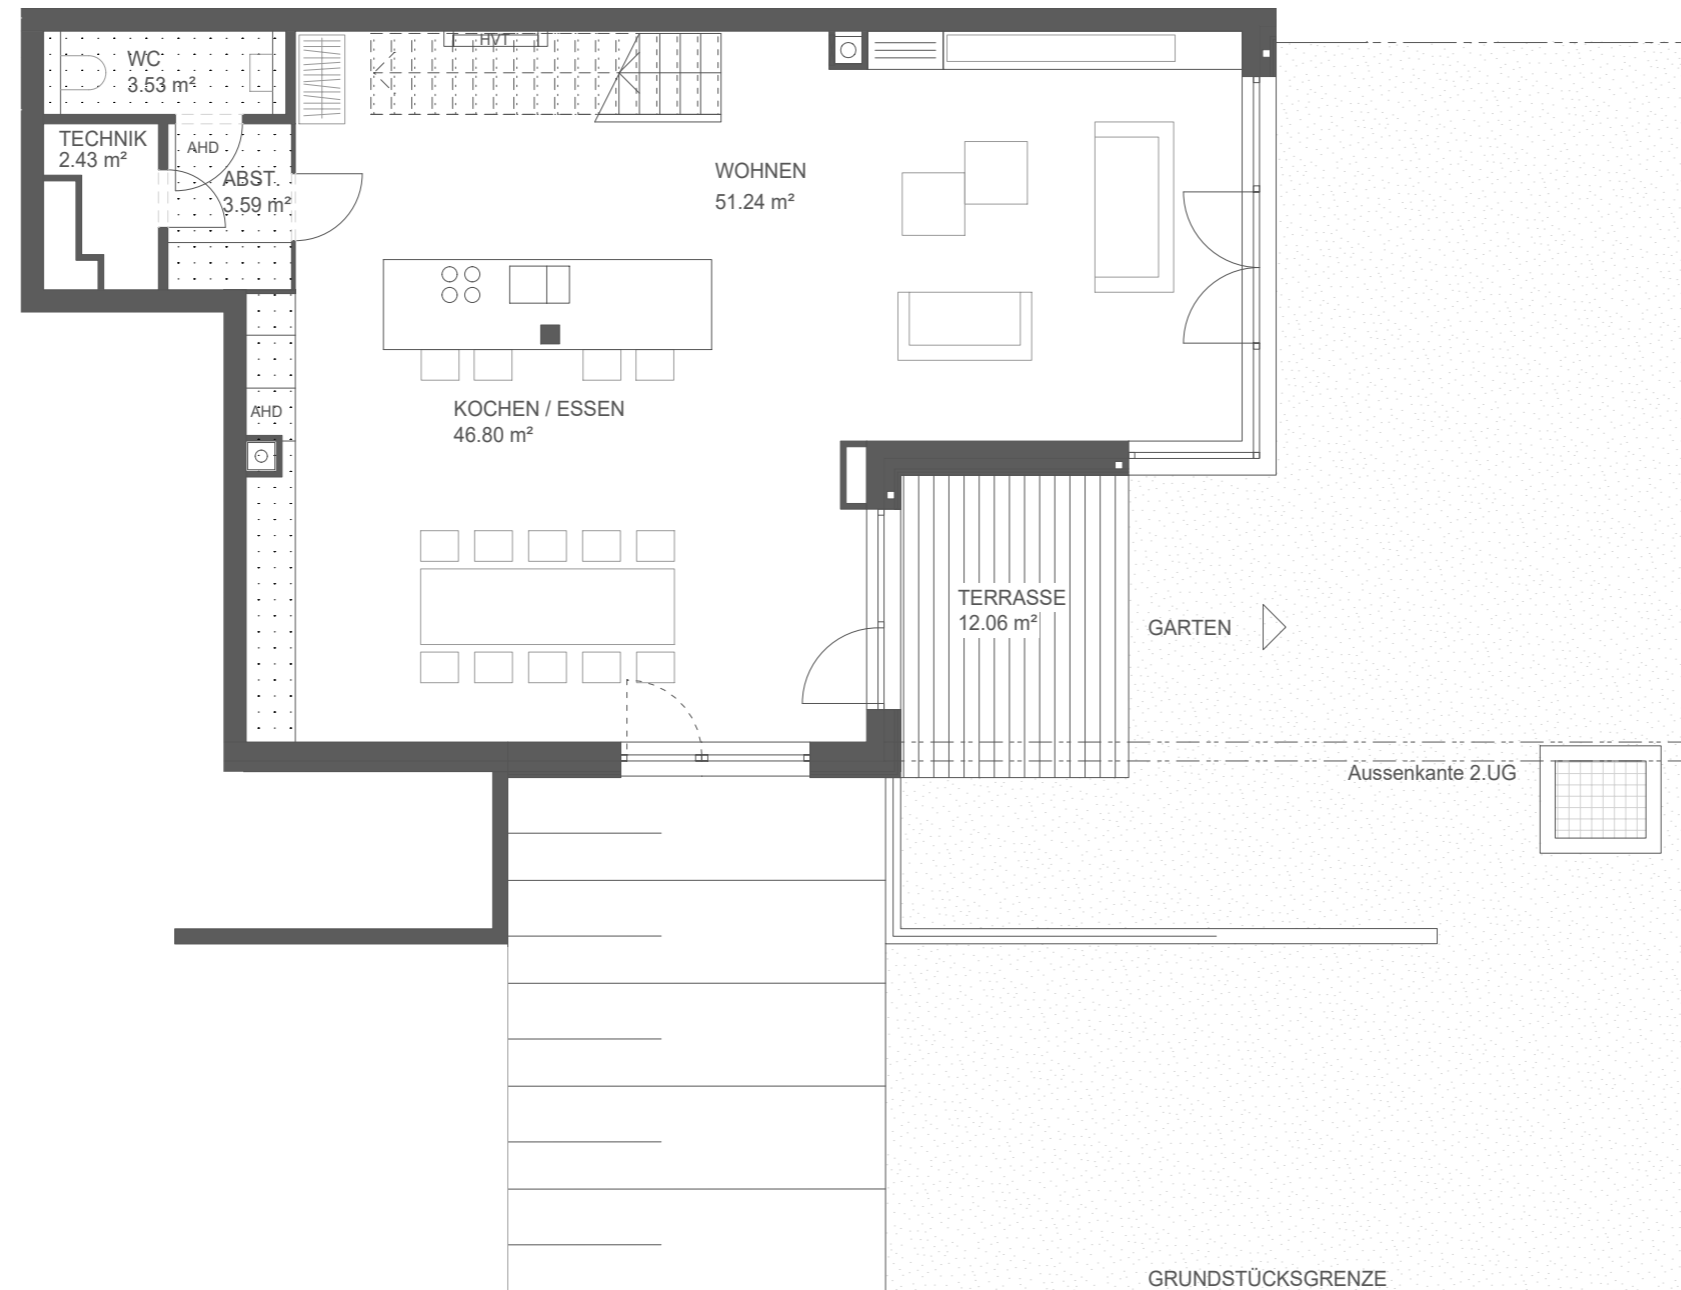 HVT
WC
3.53 m²
TECHNIK
2.43 m²
AHD
ABST.
3.59 m²
WOHNEN
51.24 m²
KOCHEN / ESSEN
46.80 m²
AHD
TERRASSE
12.06 m²
GARTEN
Aussenkante 2.UG
GRUNDSTÜCKSGRENZE